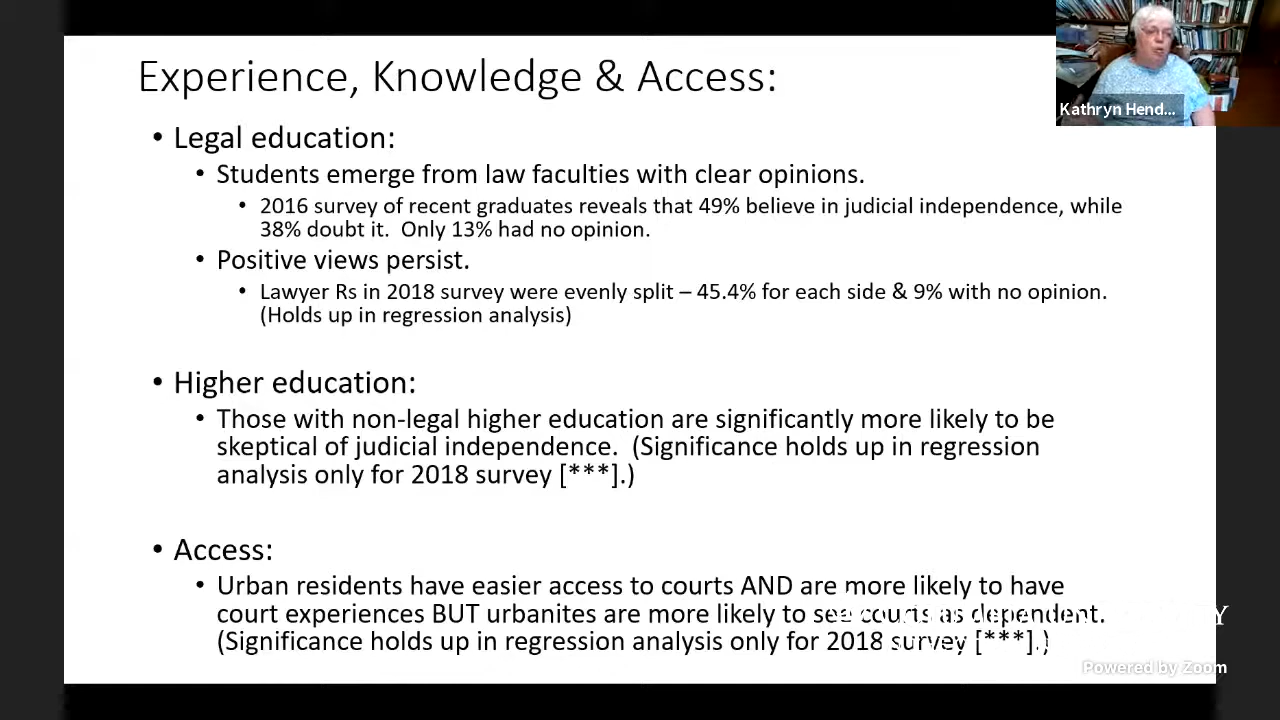 Experience, Knowledge & Access:
Kathryn Hend...
• Legal education:
• Students emerge from law faculties with clear opinions.
• 2016 survey of recent graduates reveals that 49% believe in judicial independence, while
38% doubt it. Only 13% had no opinion.
• Positive views persist.
• Lawyer Rs in 2018 survey were evenly split – 45.4% for each side & 9% with no opinion.
(Holds up in regression analysis)
• Higher education:
• Those with non-legal higher education are significantly more likely to be
skeptical of judicial independence. (Significance holds up in regression
analysis only for 2018 survey [***].)
• Access:
• Urban residents have easier access to courts AND are more likely to have
court experiences BUT urbanites are more likely to see courts as dependent.
(Significance holds up in regression analysis only for 2018 survey [***].)
Powered by Zoom